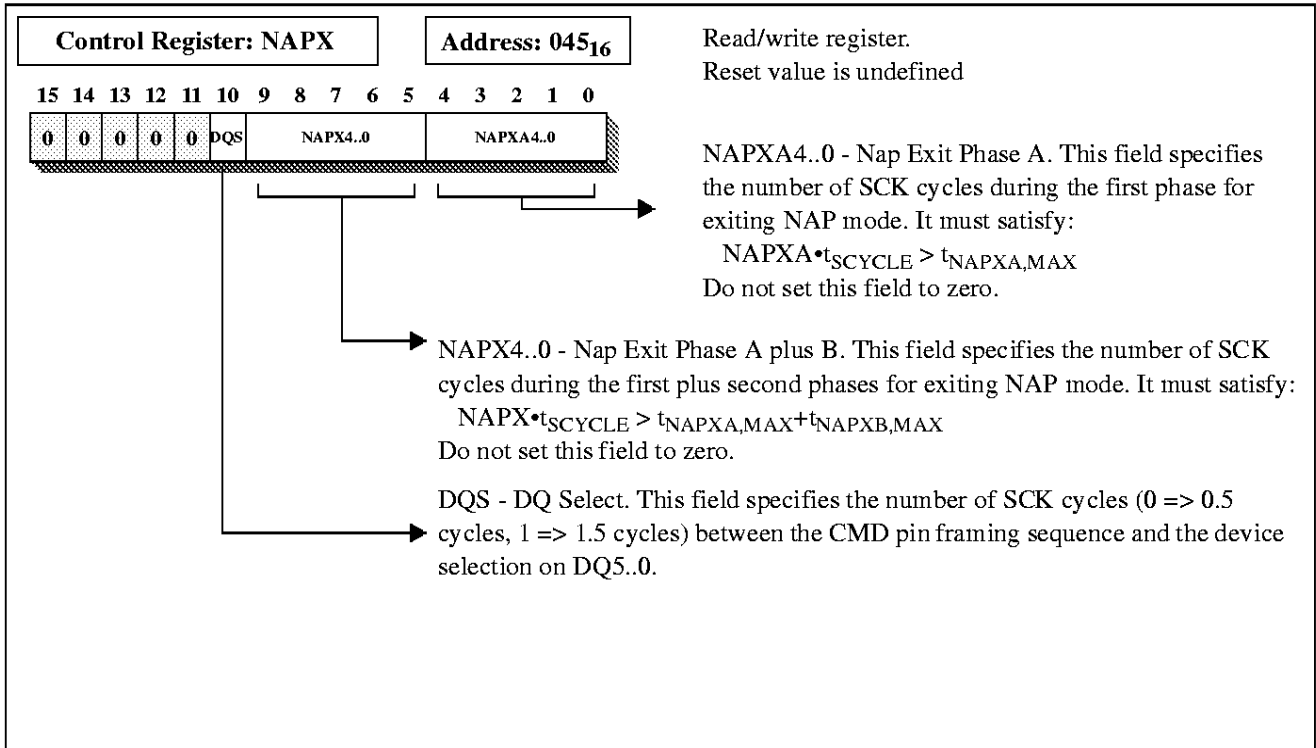 Control Register: NAPX
Address: 045₁₆
Read/write register.
Reset value is undefined
15 14 13 12 11 10 9 8 7 6 5 4 3 2 1 0
0 0 0 0 0 DQS NAPX4..0 NAPXA4..0
NAPXA4..0 - Nap Exit Phase A. This field specifies
the number of SCK cycles during the first phase for
exiting NAP mode. It must satisfy:
NAPXA•tSCYCLE > tNAPXA,MAX
Do not set this field to zero.
NAPX4..0 - Nap Exit Phase A plus B. This field specifies the number of SCK
cycles during the first plus second phases for exiting NAP mode. It must satisfy:
NAPX•tSCYCLE > tNAPXA,MAX+tNAPXB,MAX
Do not set this field to zero.
DQS - DQ Select. This field specifies the number of SCK cycles (0 => 0.5
cycles, 1 => 1.5 cycles) between the CMD pin framing sequence and the device
selection on DQ5..0.